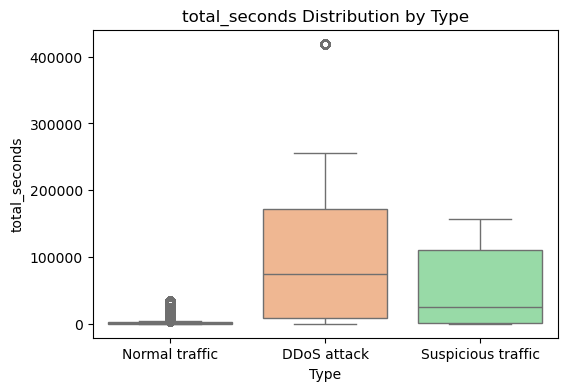 total_seconds Distribution by Type
total_seconds
400000
300000
200000
100000
0
Normal traffic
DDoS attack
Suspicious traffic
Type